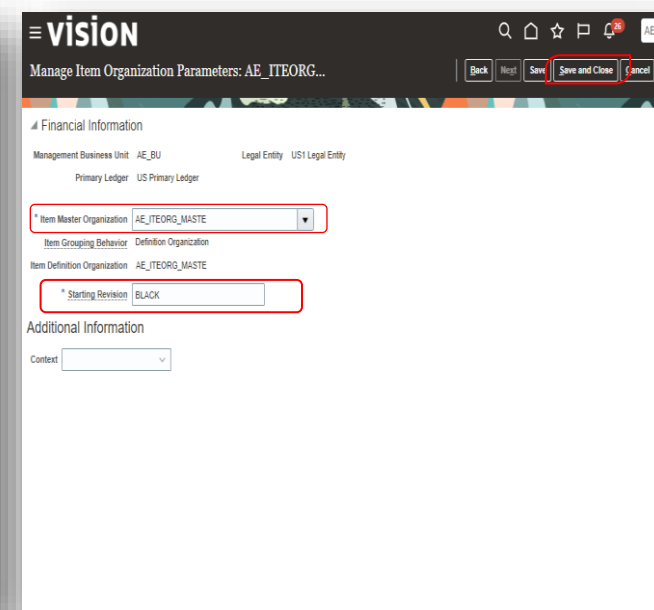 VISION
26
AE
Manage Item Organization Parameters: AE_ITEORG...
Back Next Save Save and Close Cancel
Financial Information
Management Business Unit AE_BU Legal Entity US1 Legal Entity
Primary Ledger US Primary Ledger
* Item Master Organization AE_ITEORG_MASTE
Item Grouping Behavior Definition Organization
Item Definition Organization AE_ITEORG_MASTE
* Starting Revision BLACK
Additional Information
Context